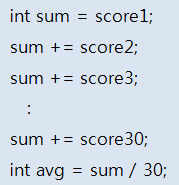 int sum = score1;
sum += score2;
sum += score3;
:
sum += score30;
int avg = sum / 30;